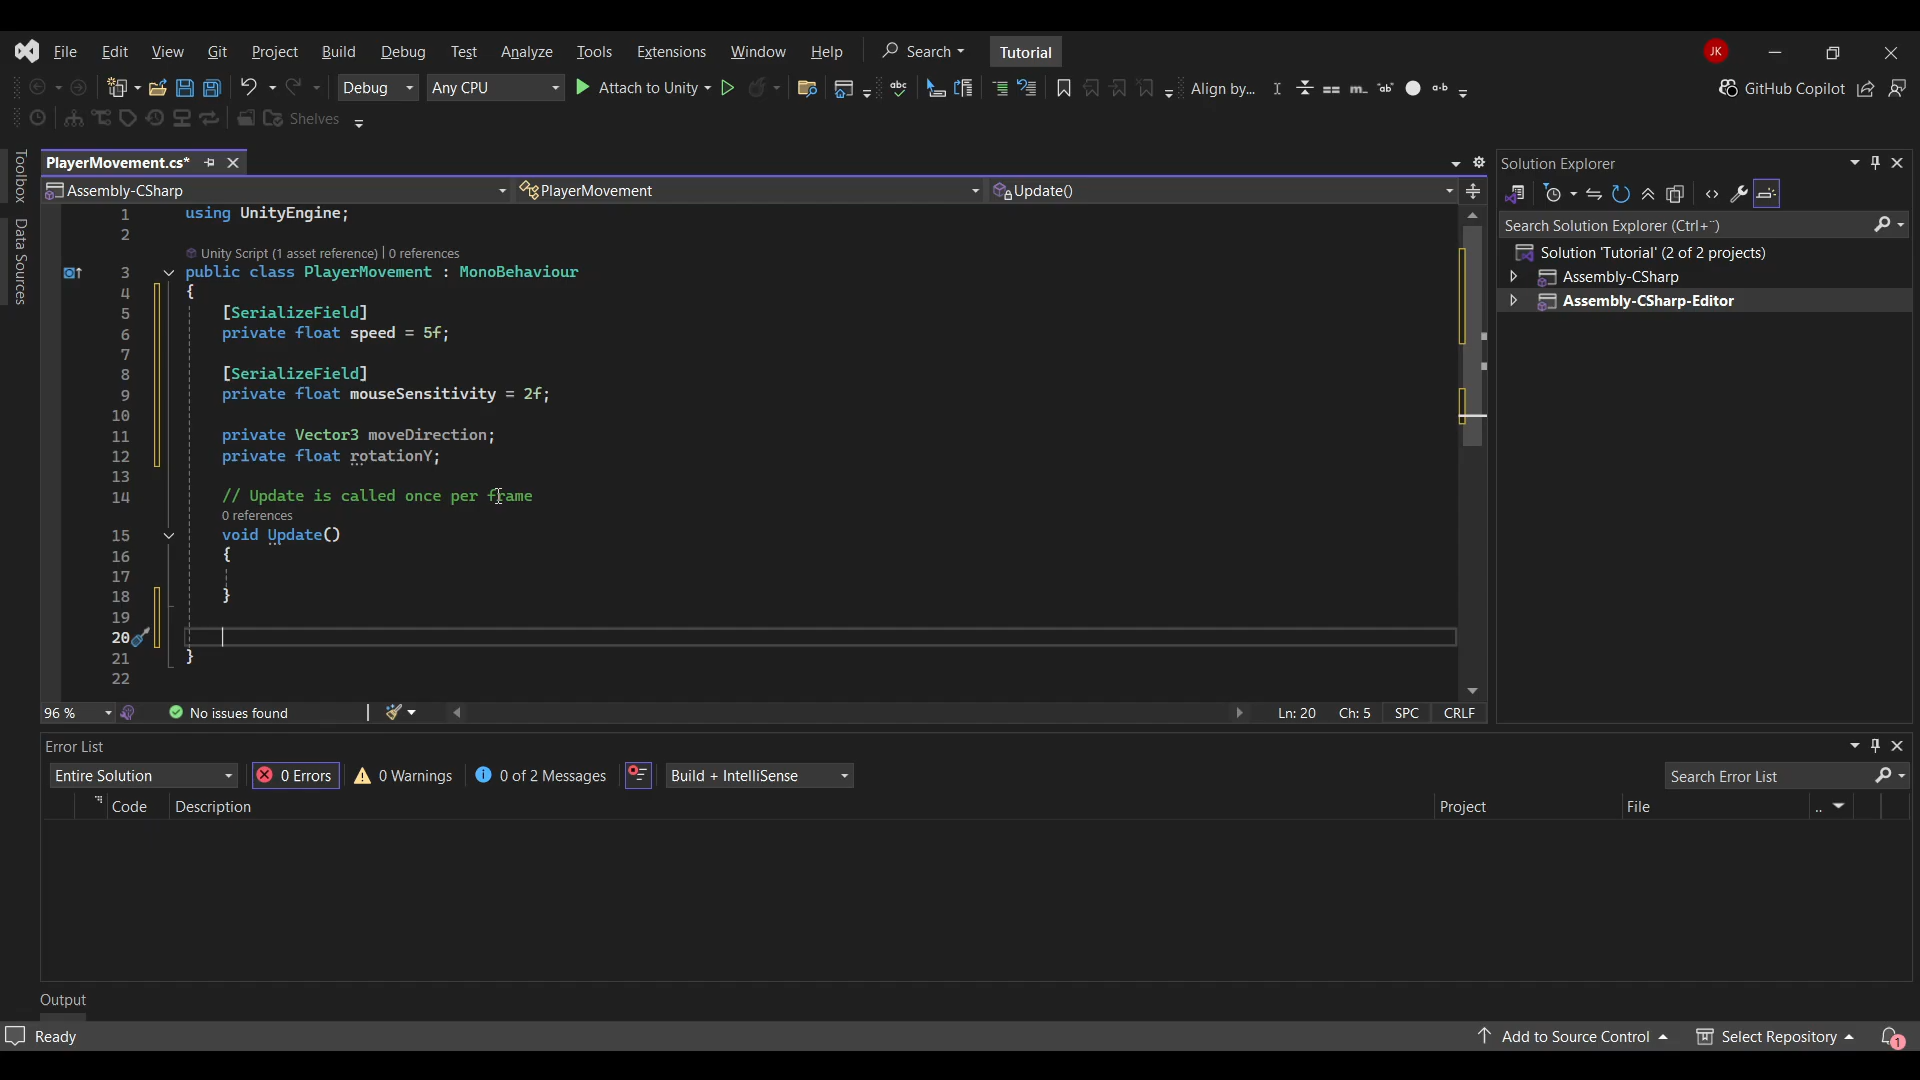 File Edit View Git Project Build Debug Test Analyze Tools Extensions Window Help Search Tutorial JK
Debug Any CPU Attach to Unity Align by... GitHub Copilot
Shelves
Toolbox
Data Sources
PlayerMovement.cs*
Assembly-CSharp PlayerMovement Update()
1 using UnityEngine;
2
Unity Script (1 asset reference) | 0 references
3 public class PlayerMovement : MonoBehaviour
4 {
5 [SerializeField]
6 private float speed = 5f;
7
8 [SerializeField]
9 private float mouseSensitivity = 2f;
10
11 private Vector3 moveDirection;
12 private float rotationY;
13
14 // Update is called once per frame
0 references
15 void Update()
16 {
17
18 }
19
20
21 }
22
96 % No issues found Ln: 20 Ch: 5 SPC CRLF
Solution Explorer
Search Solution Explorer (Ctrl+¨)
Solution 'Tutorial' (2 of 2 projects)
Assembly-CSharp
Assembly-CSharp-Editor
Error List
Entire Solution 0 Errors 0 Warnings 0 of 2 Messages Build + IntelliSense Search Error List
Code Description Project File ..
Output
Ready Add to Source Control Select Repository 1